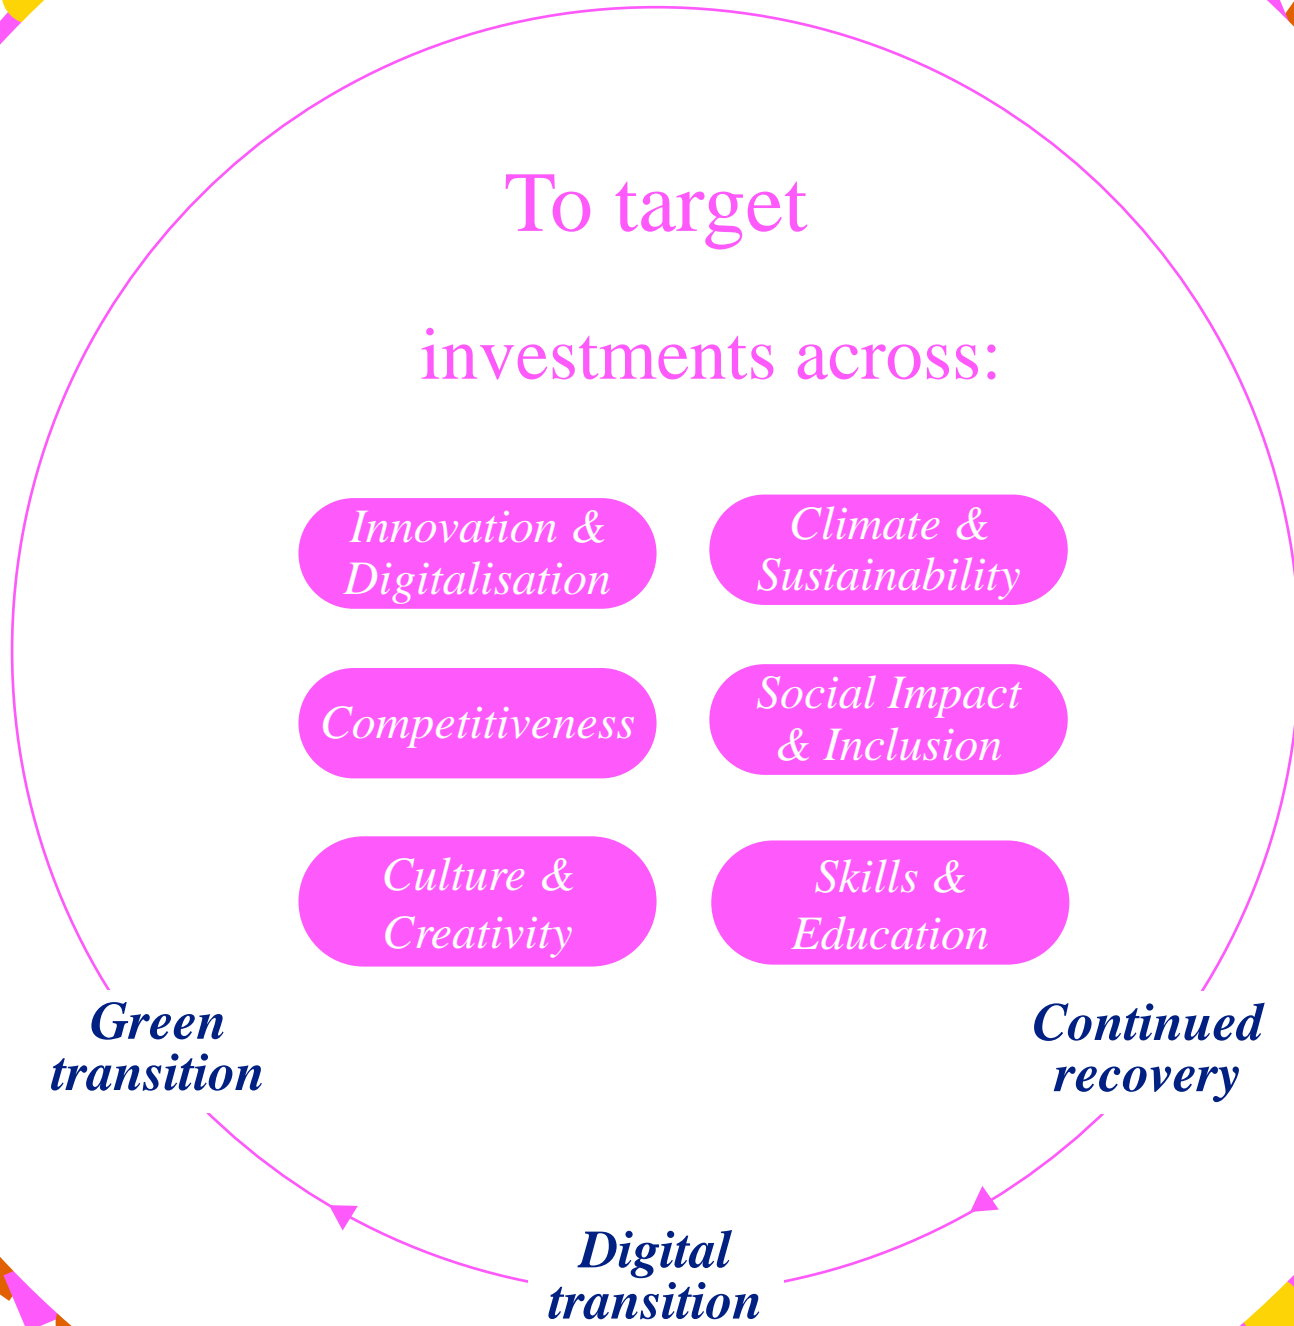 To target
investments across:
Innovation &
Digitalisation
Climate &
Sustainability
Competitiveness
Social Impact
& Inclusion
Culture &
Creativity
Skills &
Education
Green
transition
Continued
recovery
Digital
transition